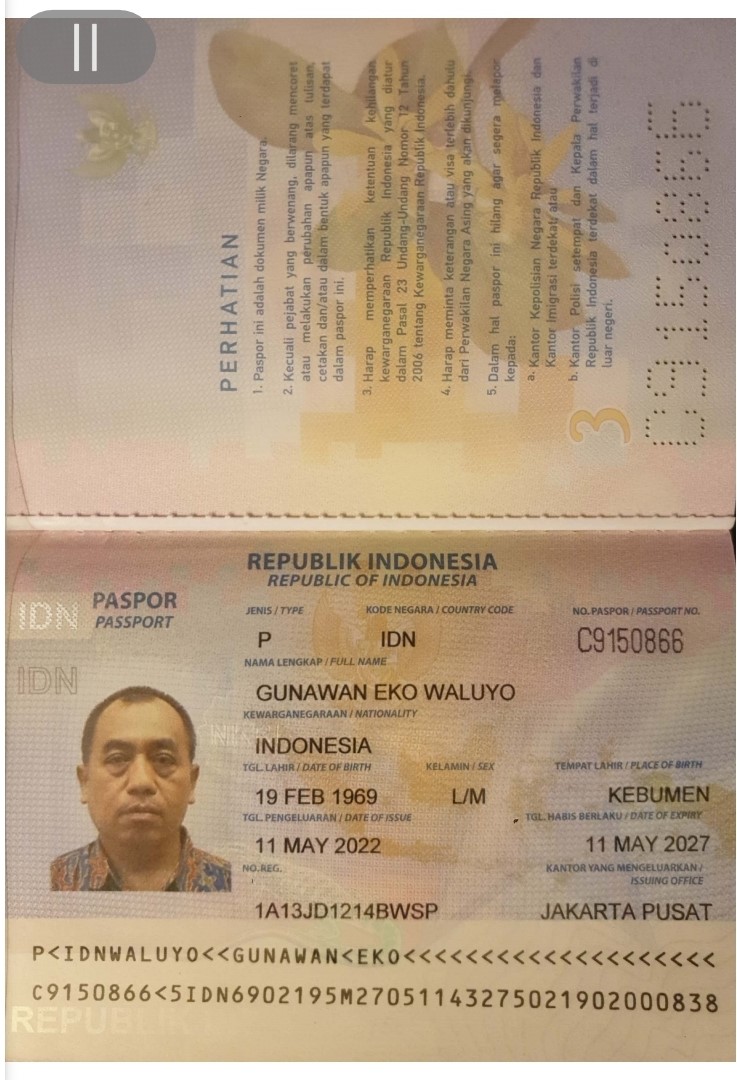 PERHATIAN
1. Paspor ini adalah dokumen milik Negara.
2. Kecuali pejabat yang berwenang, dilarang mencoret
atau melakukan perubahan apapun atas tulisan,
cetakan dan/atau dalam bentuk apapun yang terdapat
dalam paspor ini.
3. Harap memperhatikan ketentuan kehilangan
kewarganegaraan Republik Indonesia yang diatur
dalam Pasal 23 Undang-Undang Nomor 12 Tahun
2006 tentang Kewarganegaraan Republik Indonesia.
4. Harap meminta keterangan atau visa terlebih dahulu
dari Perwakilan Negara Asing yang akan dikunjungi.
5. Dalam hal paspor ini hilang agar segera melapor
kepada:
a. Kantor Kepolisian Negara Republik Indonesia dan
Kantor Imigrasi terdekat; atau
b. Kantor Polisi setempat dan Kepala Perwakilan
Republik Indonesia terdekat dalam hal terjadi di
luar negeri.
3
C9150866
REPUBLIK INDONESIA
REPUBLIC OF INDONESIA
IDN
PASPOR
PASSPORT
JENIS / TYPE KODE NEGARA / COUNTRY CODE NO. PASPOR / PASSPORT NO.
P IDN C9150866
IDN
NAMA LENGKAP / FULL NAME
GUNAWAN EKO WALUYO
KEWARGANEGARAAN / NATIONALITY
INDONESIA
TGL. LAHIR / DATE OF BIRTH KELAMIN / SEX TEMPAT LAHIR / PLACE OF BIRTH
19 FEB 1969 L/M KEBUMEN
TGL. PENGELUARAN / DATE OF ISSUE TGL. HABIS BERLAKU / DATE OF EXPIRY
11 MAY 2022 11 MAY 2027
NO. REG. KANTOR YANG MENGELUARKAN /
ISSUING OFFICE
1A13JD1214BWSP JAKARTA PUSAT
P<IDNWALUYO<<GUNAWAN<EKO<<<<<<<<<<<<<<<<<<<<
C9150866<5IDN6902195M27051143275021902000838